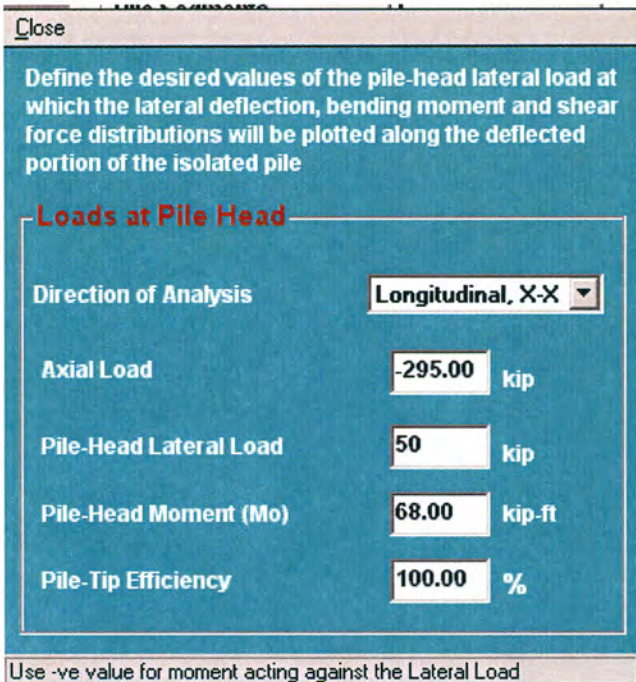 Close
Define the desired values of the pile-head lateral load at
which the lateral deflection, bending moment and shear
force distributions will be plotted along the deflected
portion of the isolated pile
Loads at Pile Head
Direction of Analysis Longitudinal, X-X
Axial Load -295.00 kip
Pile-Head Lateral Load 50 kip
Pile-Head Moment (Mo) 68.00 kip-ft
Pile-Tip Efficiency 100.00 %
Use -ve value for moment acting against the Lateral Load